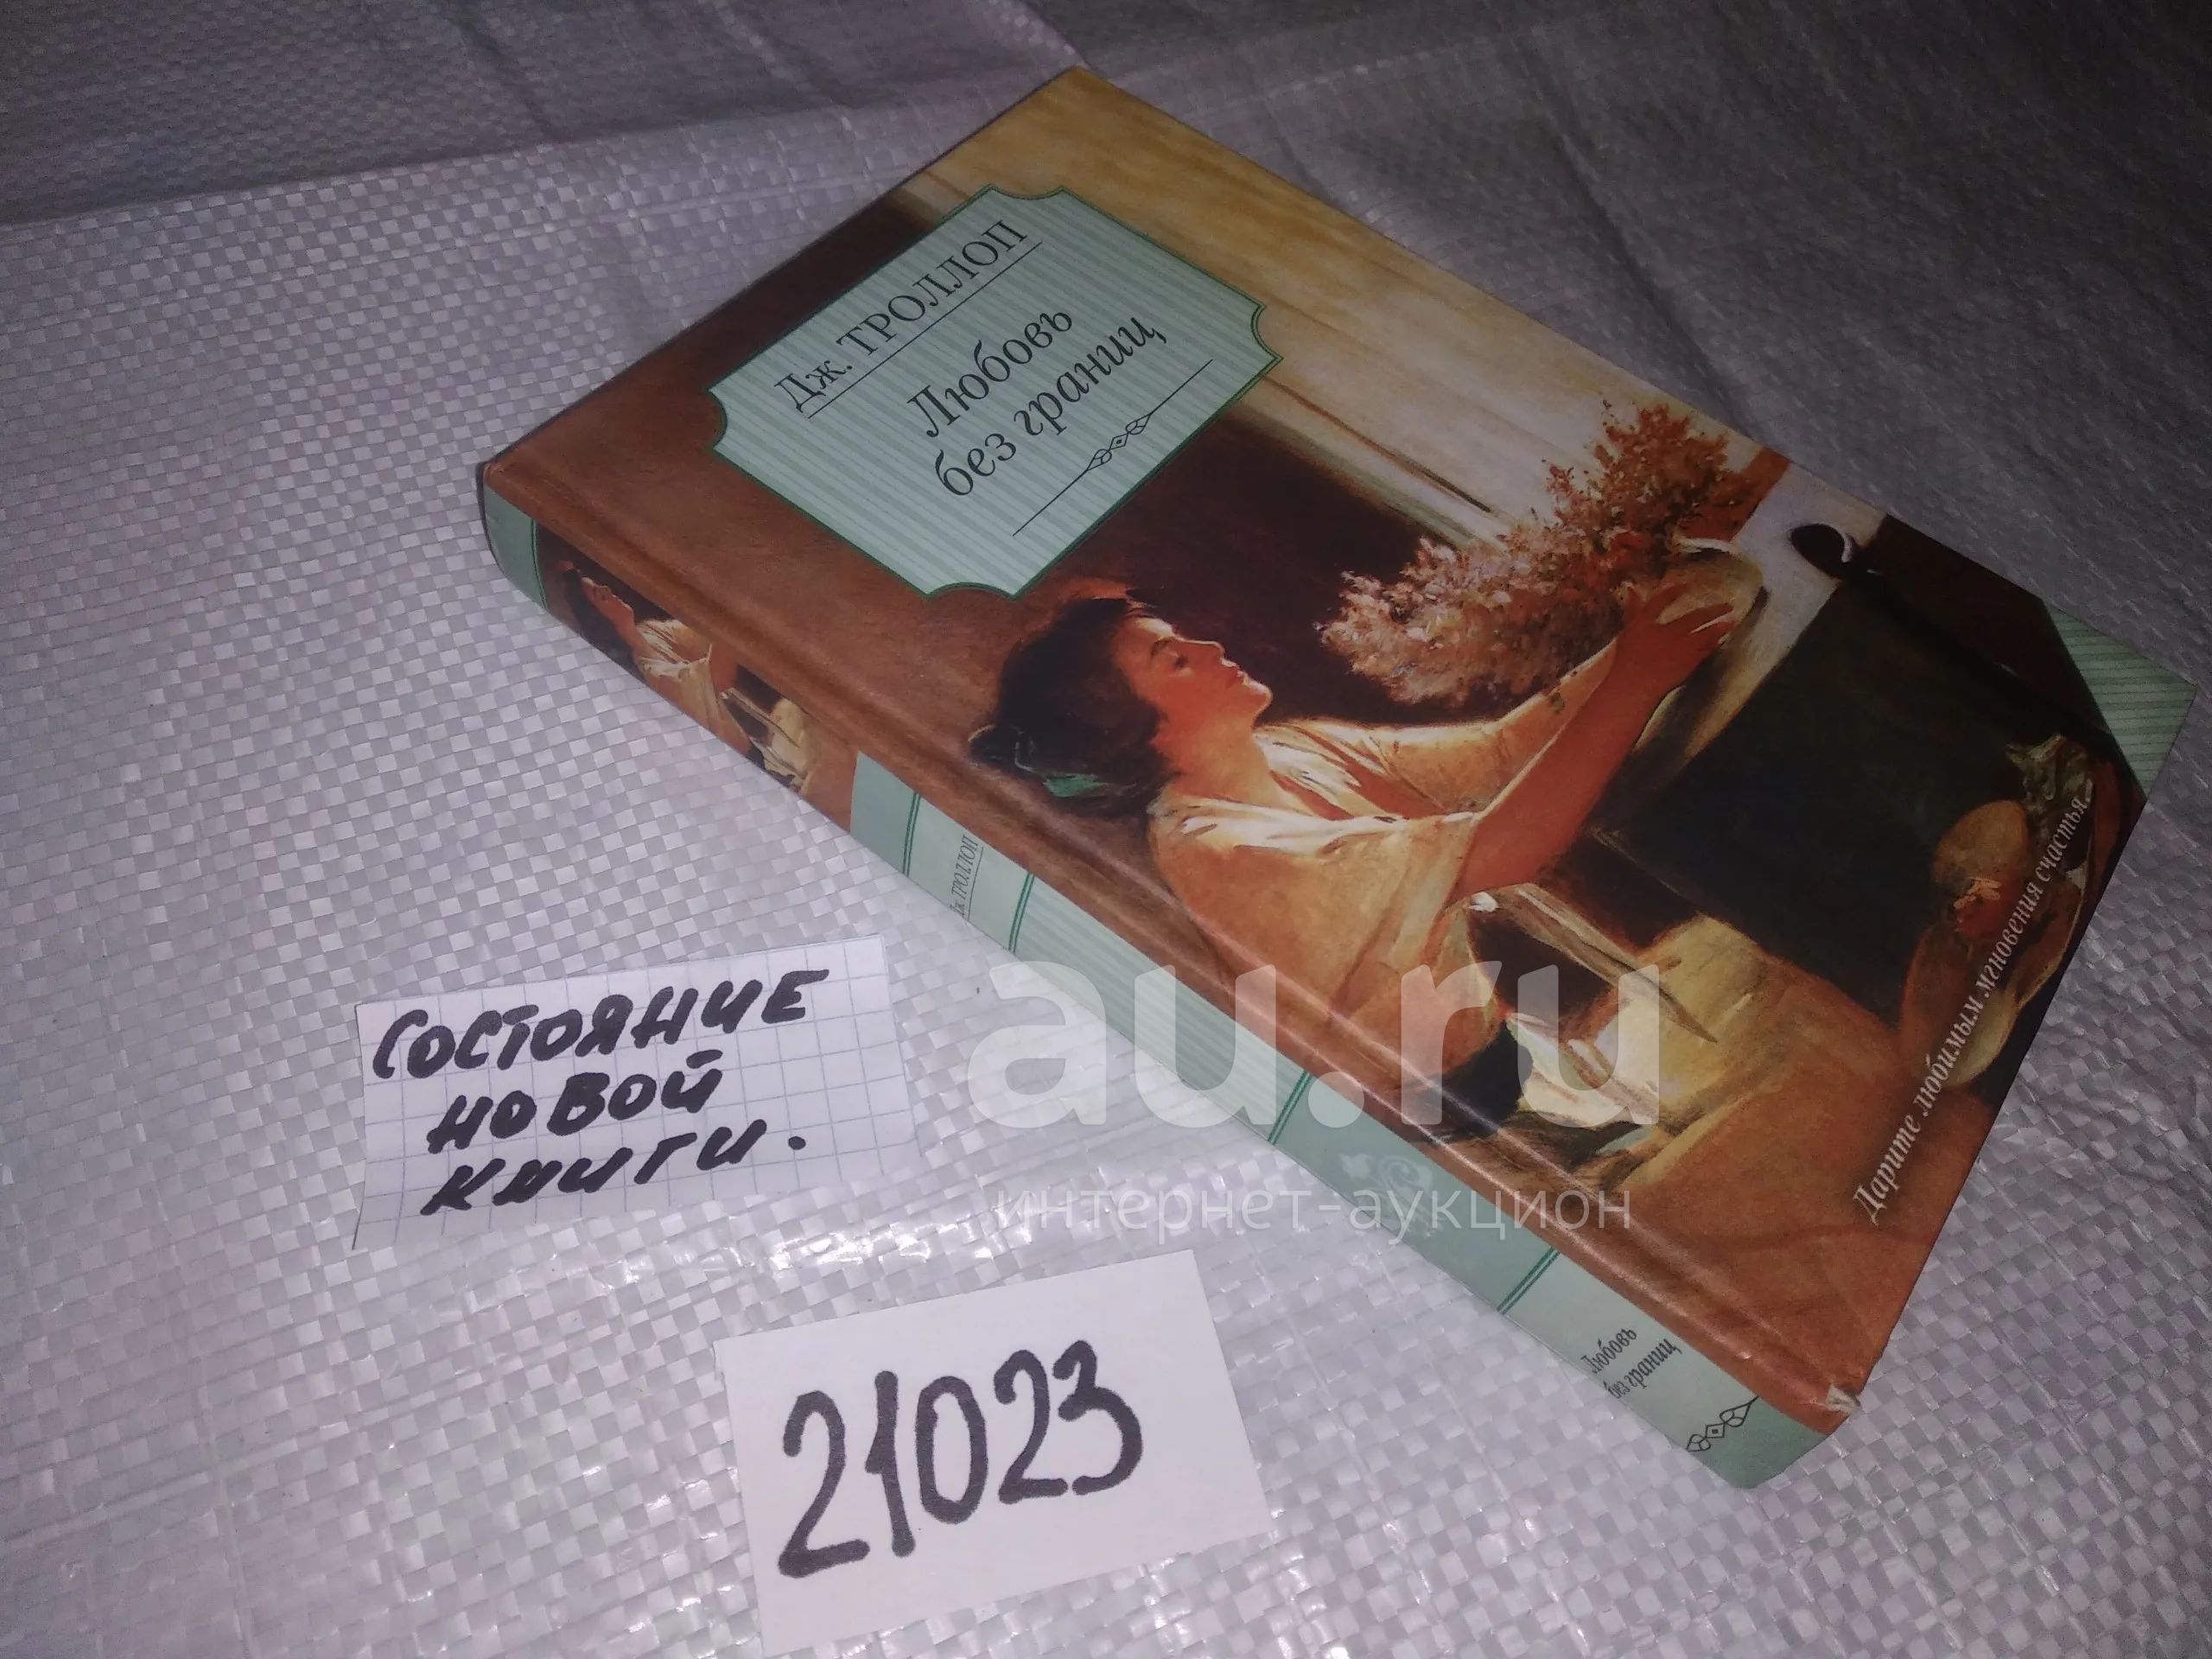 Дж. ТРОЛЛОП
Любовь
без границ
Дарите любимым мгновения счастья...
Дж. ТРОЛЛОП
Любовь
без границ
СОСТОЯНИЕ
НОВОЙ
КНИГИ.
21023
au.ru
интернет-аукцион